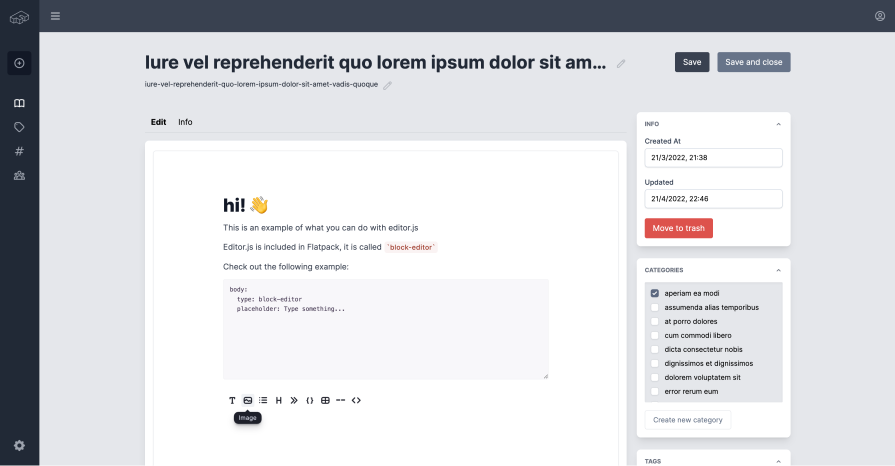 Iure vel reprehenderit quo lorem ipsum dolor sit am...
Save
Save and close
iure-vel-reprehenderit-quo-lorem-ipsum-dolor-sit-amet-vadis-quoque
Edit
Info
hi! 👋
This is an example of what you can do with editor.js
Editor.js is included in Flatpack, it is called `block-editor`
Check out the following example:
body:
  type: block-editor
  placeholder: Type something...
Image
INFO
Created At
21/3/2022, 21:38
Updated
21/4/2022, 22:46
Move to trash
CATEGORIES
aperiam ea modi
assumenda alias temporibus
at porro dolores
cum commodi libero
dicta consectetur nobis
dignissimos et dignissimos
dolorem voluptatem sit
error rerum eum
Create new category
TAGS